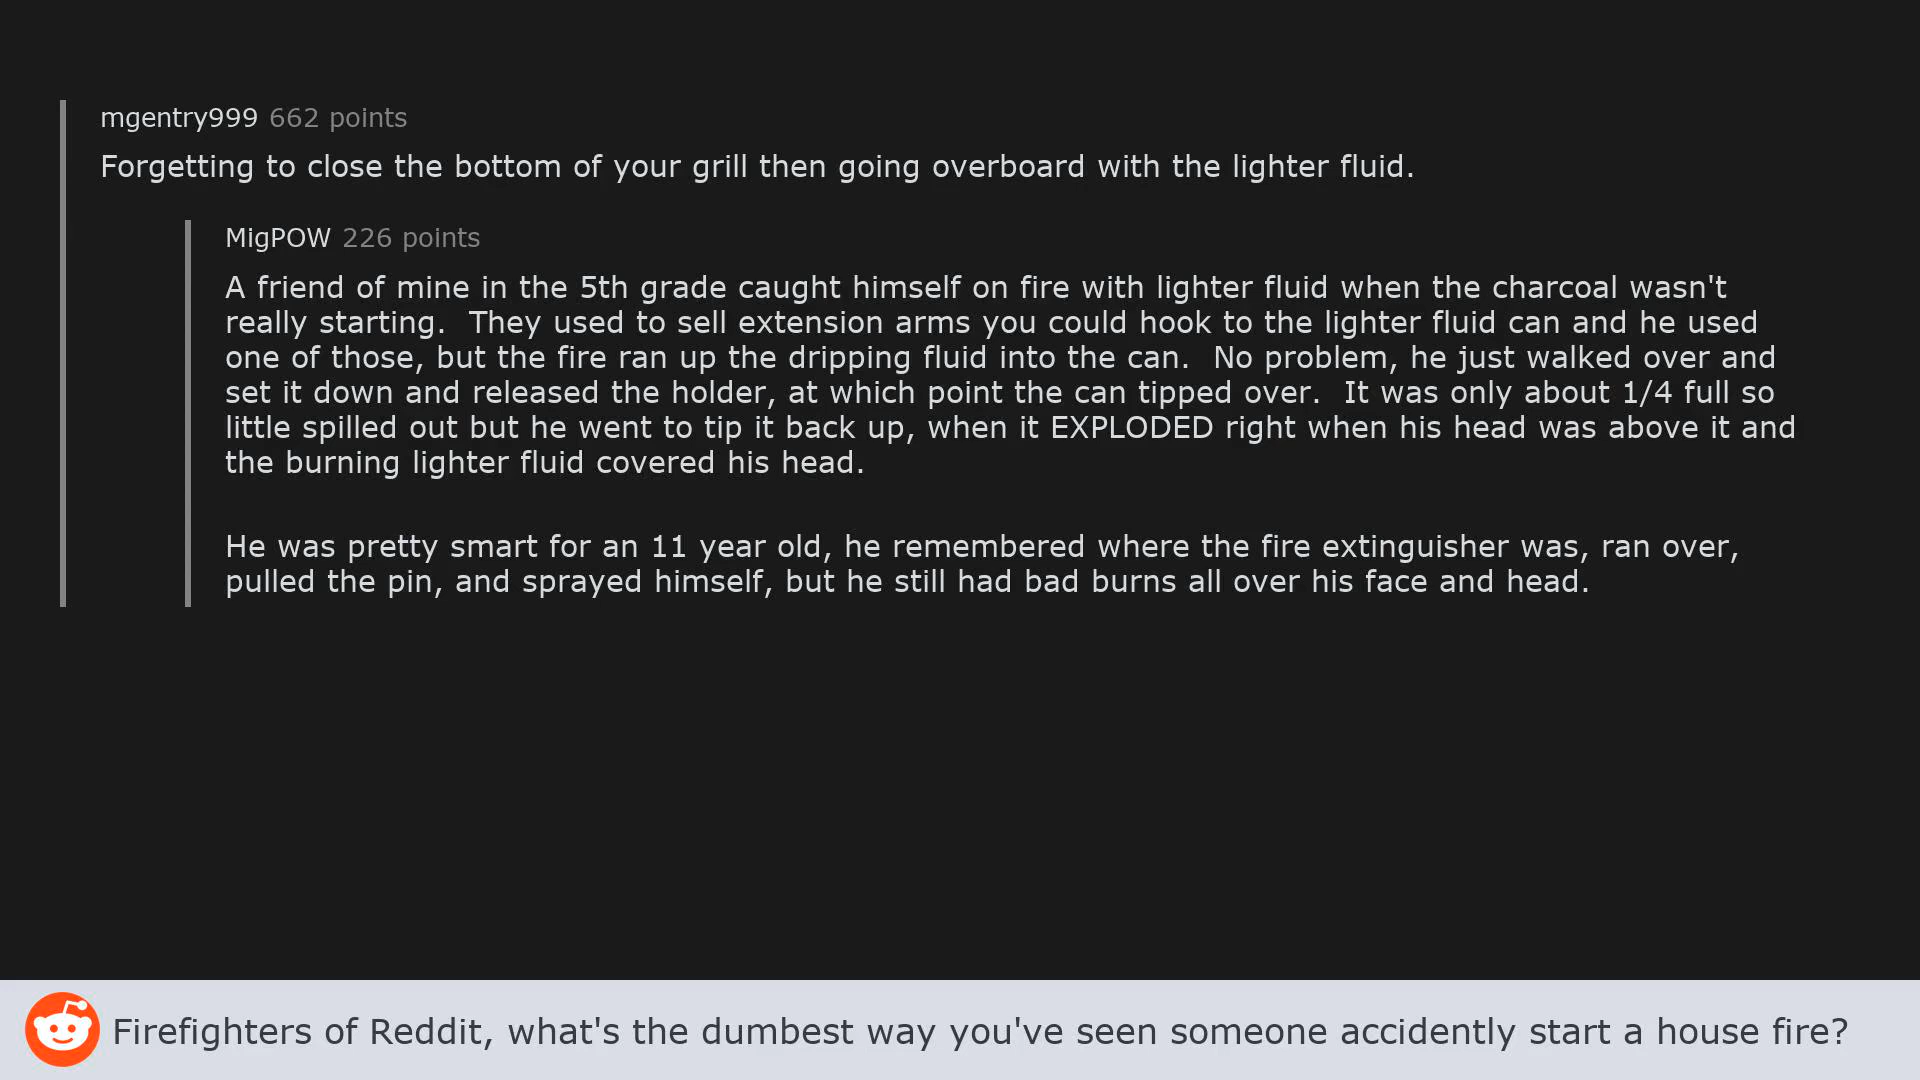 mgentry999 662 points
Forgetting to close the bottom of your grill then going overboard with the lighter fluid.
MigPOW 226 points
A friend of mine in the 5th grade caught himself on fire with lighter fluid when the charcoal wasn't
really starting.  They used to sell extension arms you could hook to the lighter fluid can and he used
one of those, but the fire ran up the dripping fluid into the can.  No problem, he just walked over and
set it down and released the holder, at which point the can tipped over.  It was only about 1/4 full so
little spilled out but he went to tip it back up, when it EXPLODED right when his head was above it and
the burning lighter fluid covered his head.
He was pretty smart for an 11 year old, he remembered where the fire extinguisher was, ran over,
pulled the pin, and sprayed himself, but he still had bad burns all over his face and head.
Firefighters of Reddit, what's the dumbest way you've seen someone accidently start a house fire?